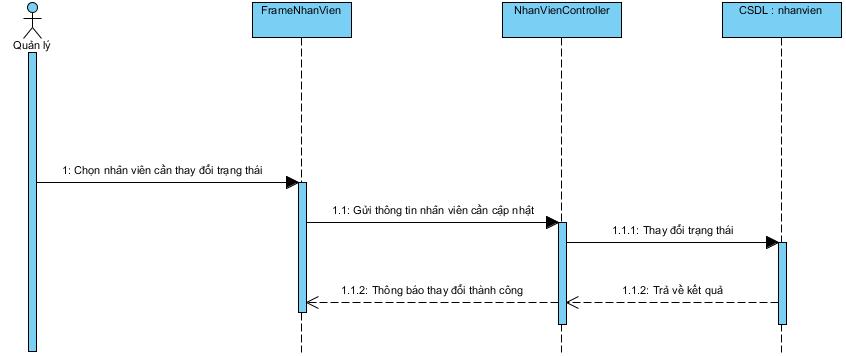 FrameNhanVien
NhanVienController
CSDL : nhanvien
Quản lý
1: Chọn nhân viên cần thay đổi trạng thái
1.1: Gửi thông tin nhân viên cần cập nhật
1.1.1: Thay đổi trạng thái
1.1.2: Thông báo thay đổi thành công
1.1.2: Trả về kết quả